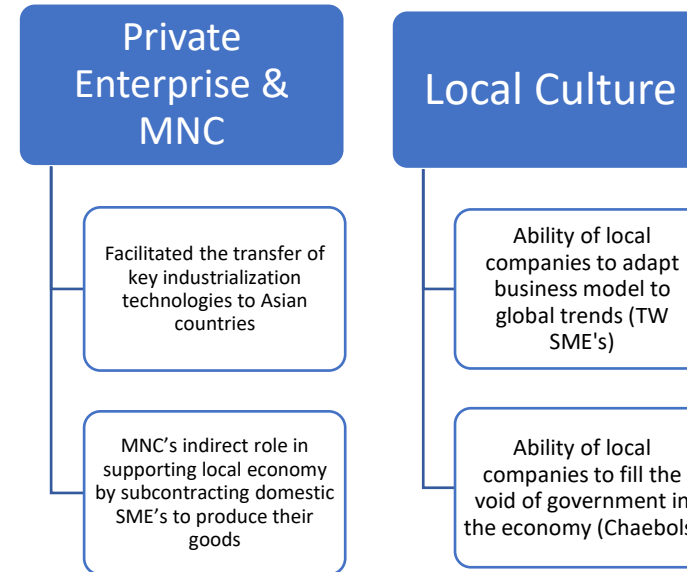 Private
Enterprise &
MNC
Facilitated the transfer of
key industrialization
technologies to Asian
countries
MNC’s indirect role in
supporting local economy
by subcontracting domestic
SME’s to produce their
goods
Local Culture
Ability of local
companies to adapt
business model to
global trends (TW
SME's)
Ability of local
companies to fill the
void of government in
the economy (Chaebols